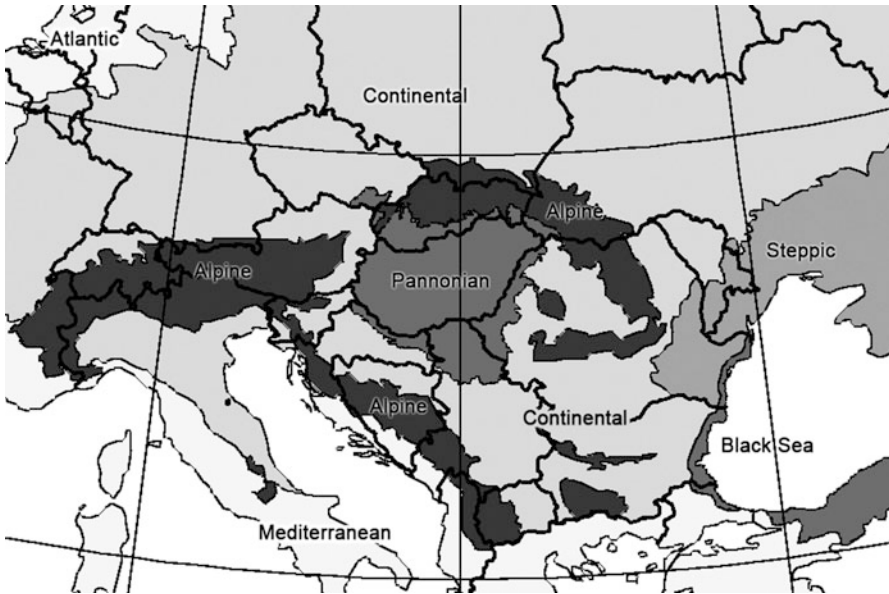 Atlantic
Continental
Alpine
Steppic
Alpine
Pannonian
Alpine
Continental
Black Sea
Mediterranean